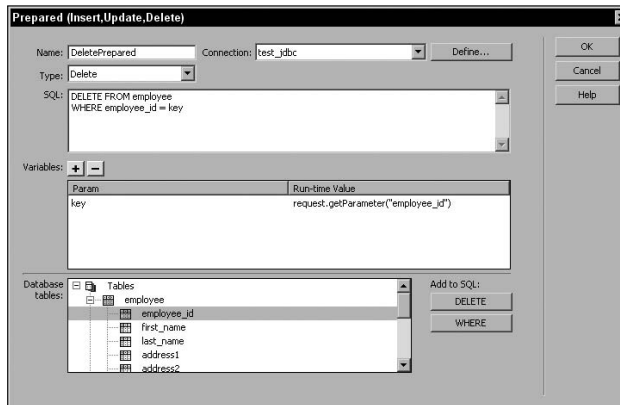 Prepared (Insert,Update,Delete)
Name: DeletePrepared Connection: test_jdbc Define... OK
Type: Delete Cancel
SQL: DELETE FROM employee Help
WHERE employee_id = key
Variables: + −
Param Run-time Value
key request.getParameter("employee_id")
Database tables: Tables Add to SQL:
employee DELETE
employee_id
first_name WHERE
last_name
address1
address2